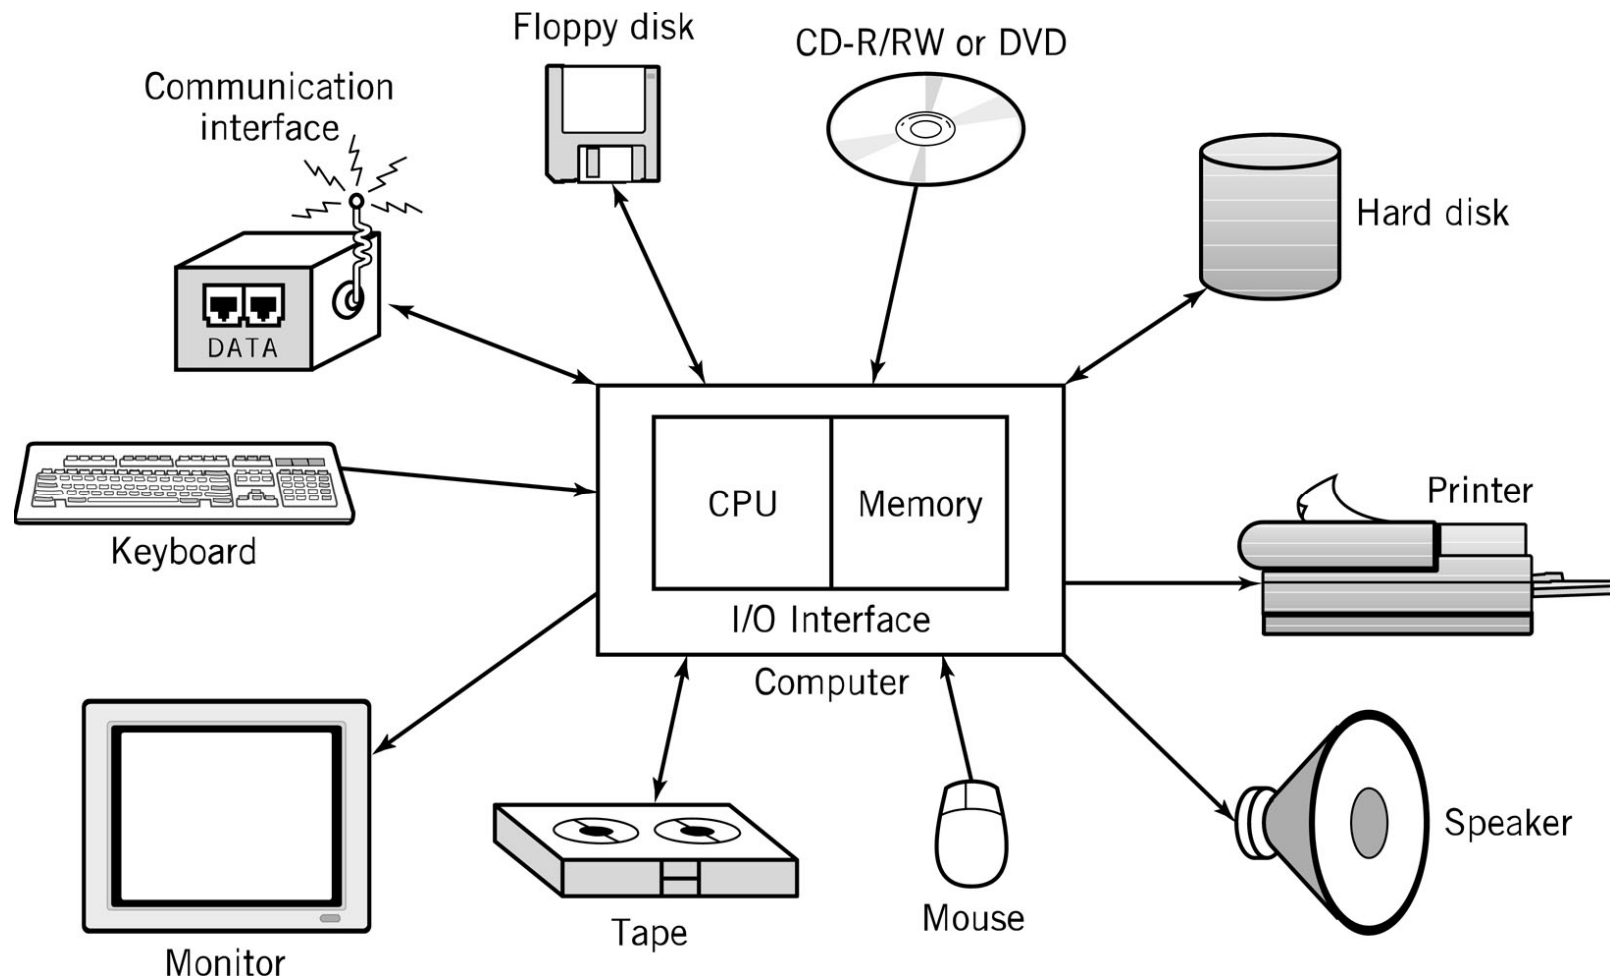 Floppy disk
CD-R/RW or DVD
Communication
interface
Hard disk
DATA
Keyboard
CPU
Memory
Printer
I/O Interface
Computer
Speaker
Mouse
Tape
Monitor